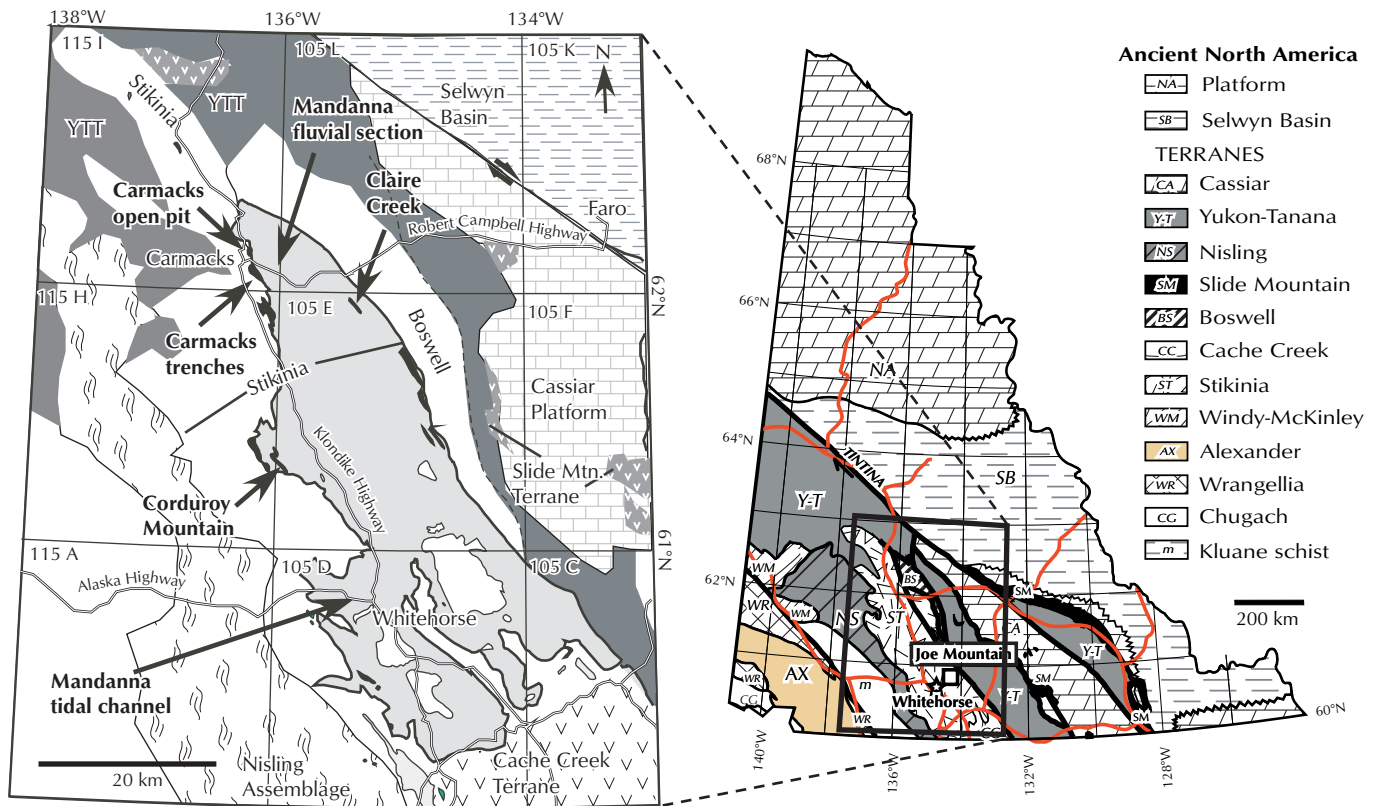 138°W
136°W
134°W
115 I
105 L
105 K
N
Stikinia
YTT
YTT
Selwyn
Basin
Mandanna
fluvial section
Carmacks
open pit
Claire
Creek
Faro
Robert Campbell Highway
Carmacks
115 H
105 E
105 F
62°N
Carmacks
trenches
Boswell
Stikinia
Cassiar
Platform
Klondike Highway
Slide Mtn.
Terrane
Corduroy
Mountain
61°N
115 A
105 D
105 C
Alaska Highway
Whitehorse
Mandanna
tidal channel
20 km
Nisling
Assemblage
Cache Creek
Terrane
68°N
66°N
NA
64°N
TINTINA
SB
Y-T
62°N
WM
WR
WM
NS
ST
BS
SM
CA
Y-T
Joe Mountain
AX
m
WR
CG
Whitehorse
Y-T
SM
WR
CC
SM
60°N
140°W
136°W
132°W
128°W
Ancient North America
NA Platform
SB Selwyn Basin
TERRANES
CA Cassiar
Y-T Yukon-Tanana
NS Nisling
SM Slide Mountain
BS Boswell
CC Cache Creek
ST Stikinia
WM Windy-McKinley
AX Alexander
WR Wrangellia
CG Chugach
m Kluane schist
200 km